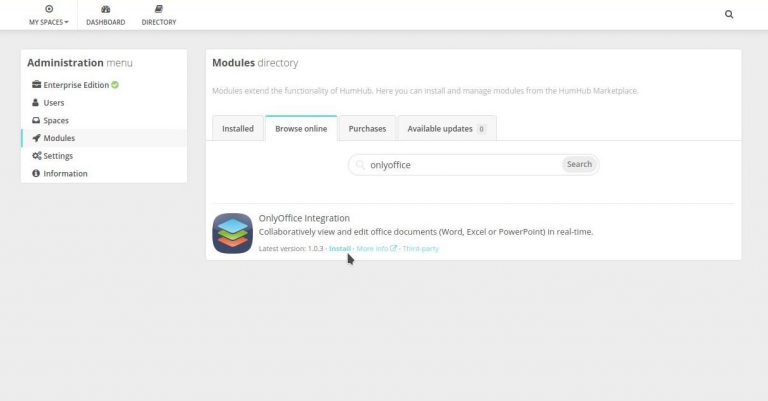 MY SPACES
DASHBOARD
DIRECTORY
Administration menu
Enterprise Edition
Users
Spaces
Modules
Settings
Information
Modules directory
Modules extend the functionality of HumHub. Here you can install and manage modules from the HumHub Marketplace.
Installed
Browse online
Purchases
Available updates 0
onlyoffice
Search
OnlyOffice Integration
Collaboratively view and edit office documents (Word, Excel or PowerPoint) in real-time.
Latest version: 1.0.3 · Install · More info · Third-party